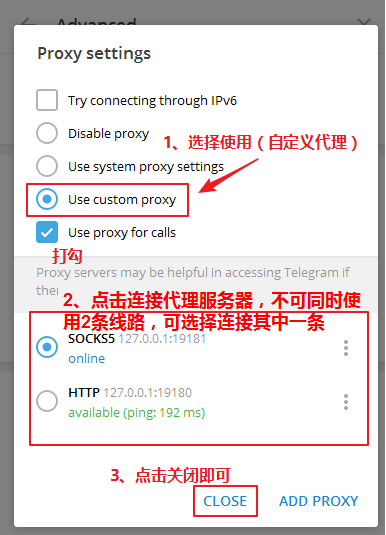 Advanced
Proxy settings
Try connecting through IPv6
Disable proxy
1、选择使用（自定义代理）
Use system proxy settings
Use custom proxy
Use proxy for calls
打勾
Proxy servers may be helpful in accessing Telegram if
2、点击连接代理服务器，不可同时使
用2条线路，可选择连接其中一条
SOCKS5 127.0.0.1:19181
online
HTTP 127.0.0.1:19180
available (ping: 192 ms)
3、点击关闭即可
CLOSE
ADD PROXY